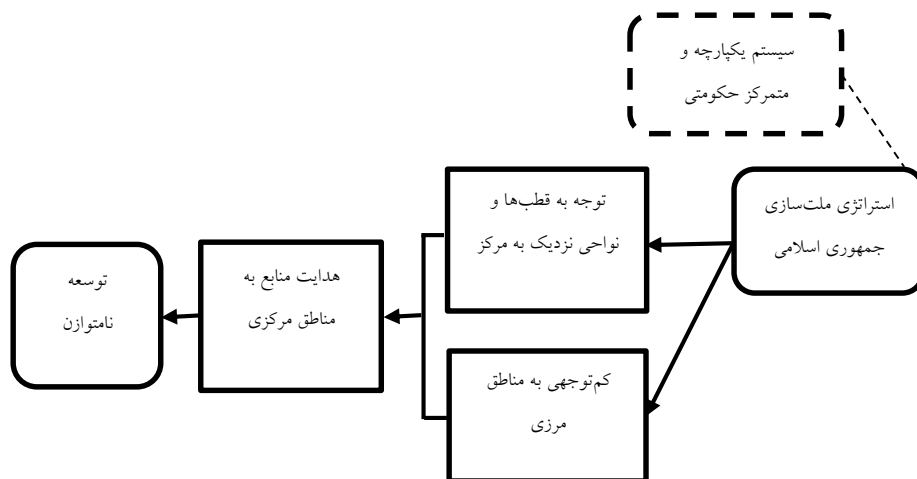 سیستم یکپارچه و
متمرکز حکومتی
استراتژی ملت‌سازی
جمهوری اسلامی
توجه به قطب‌ها و
نواحی نزدیک به مرکز
کم‌توجهی به مناطق
مرزی
هدایت منابع به
مناطق مرکزی
توسعه
نامتوازن